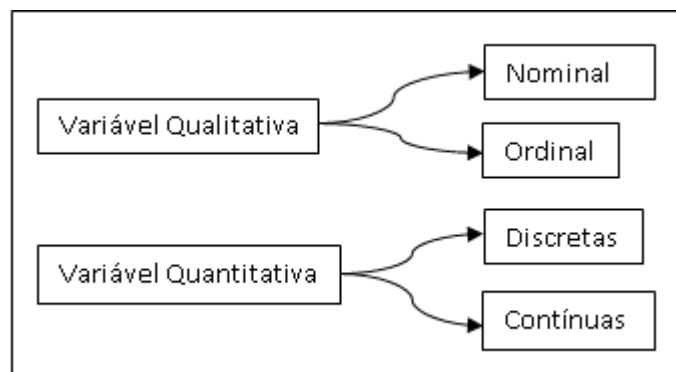 Variável Qualitativa
Nominal
Ordinal
Variável Quantitativa
Discretas
Contínuas